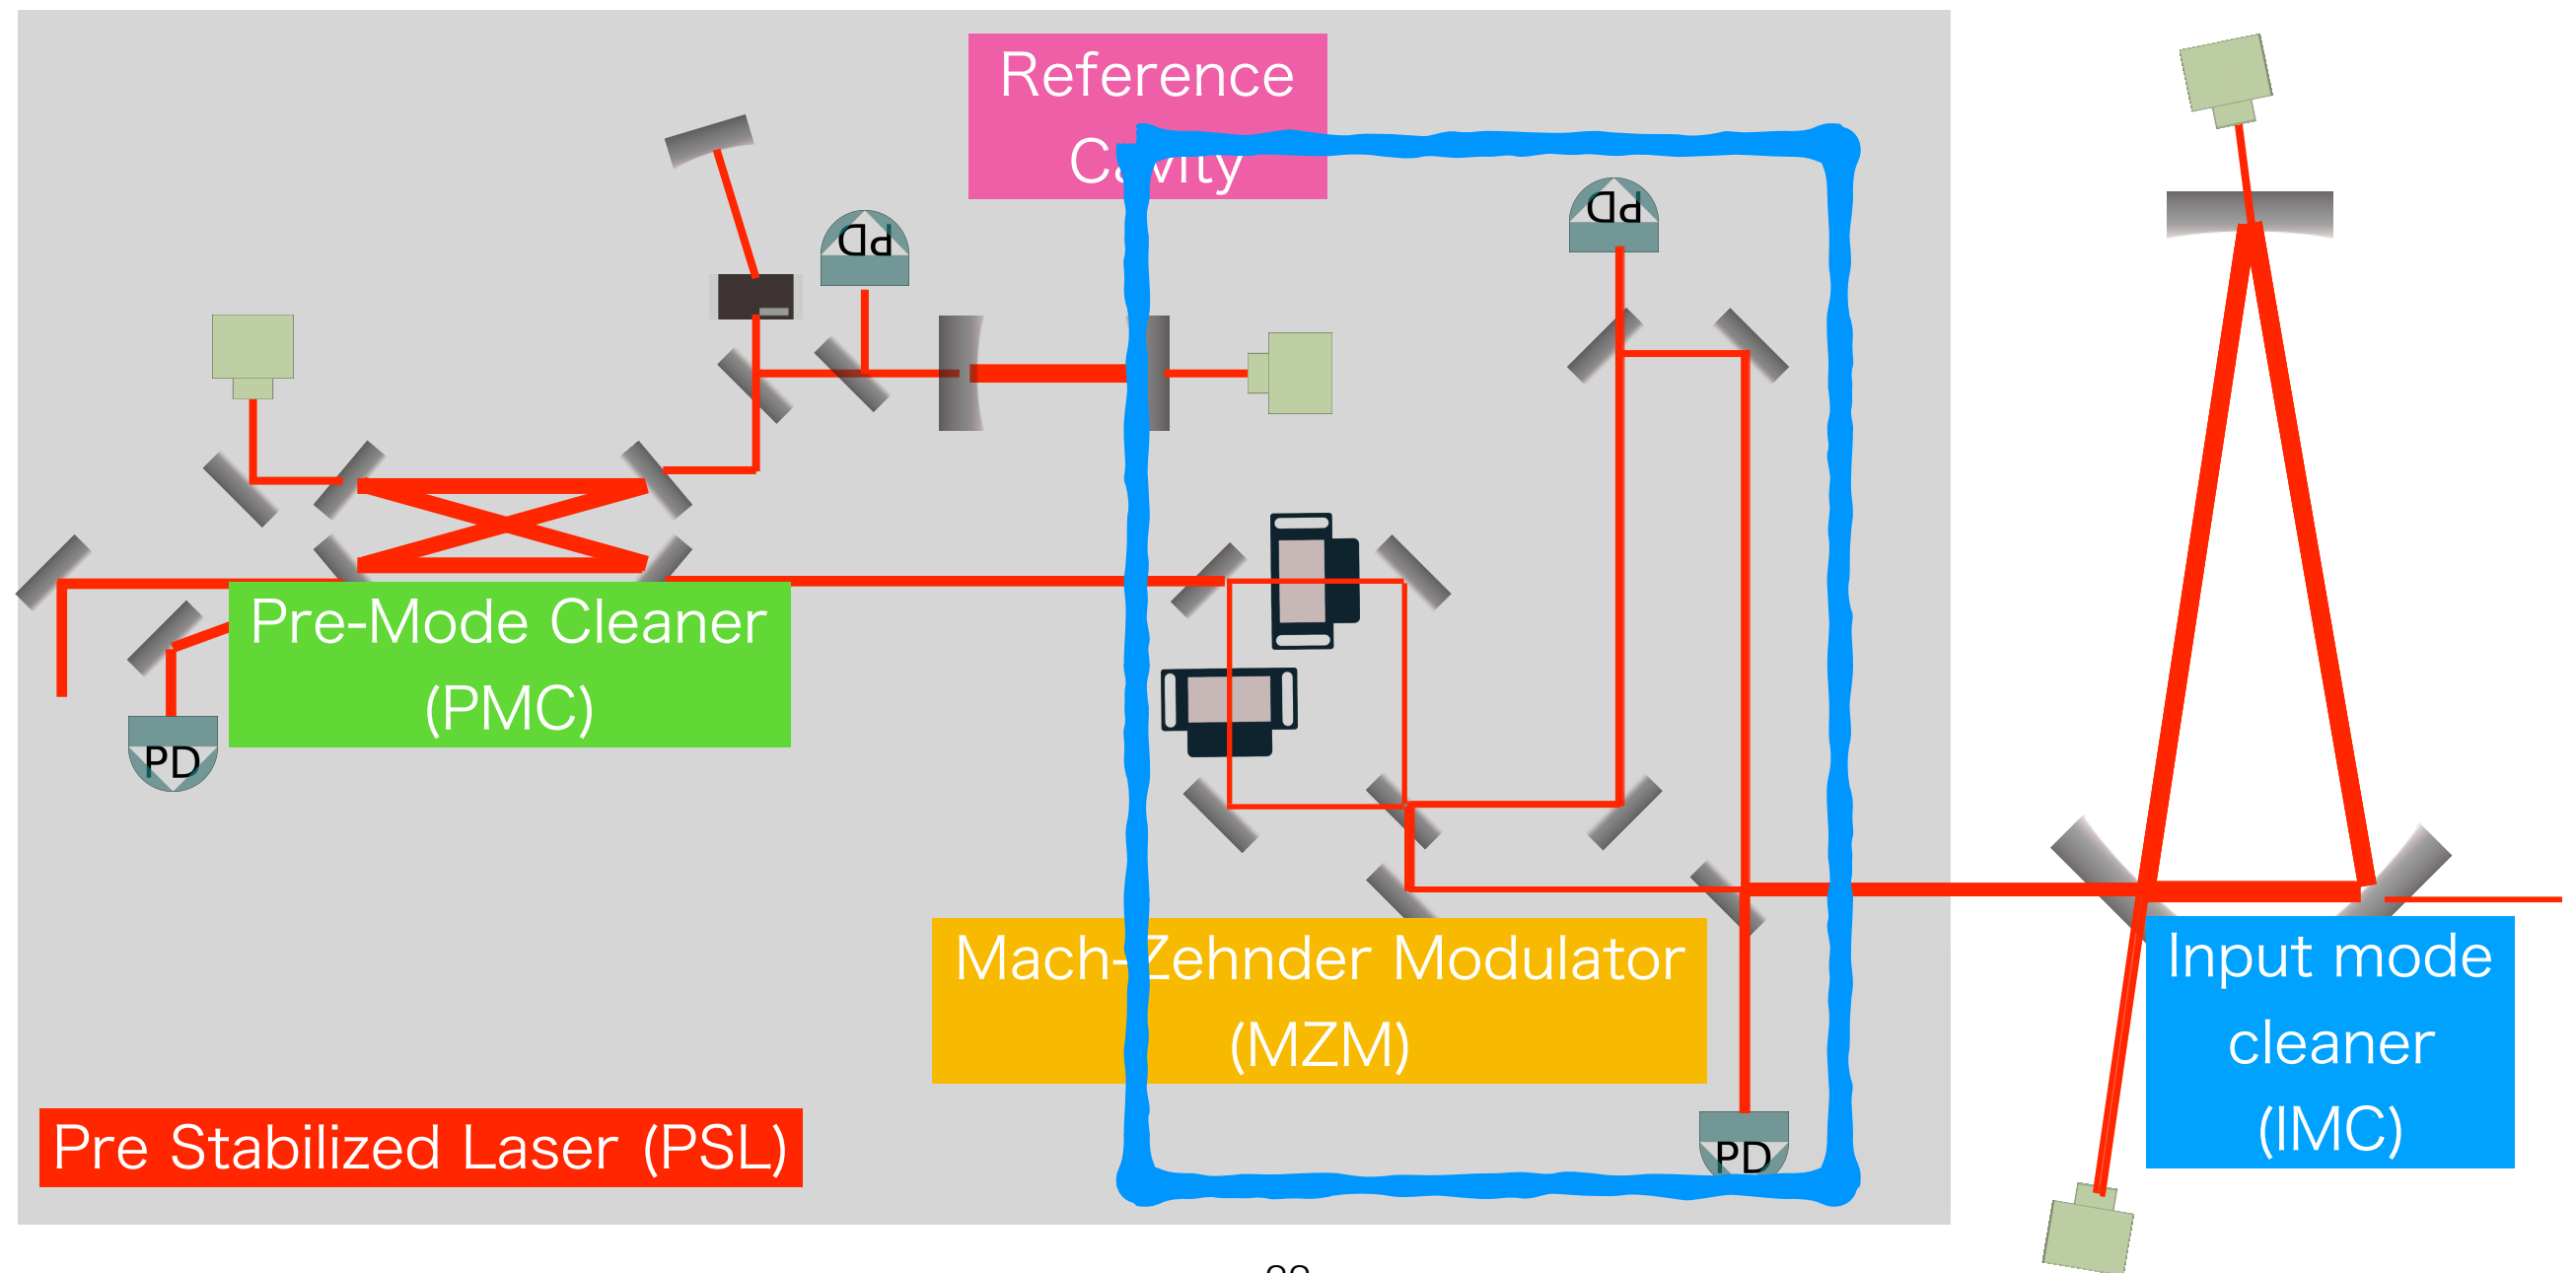 Reference
Cavity
PD
PD
Pre-Mode Cleaner
(PMC)
PD
Mach-Zehnder Modulator
(MZM)
Input mode
cleaner
(IMC)
Pre Stabilized Laser (PSL)
PD